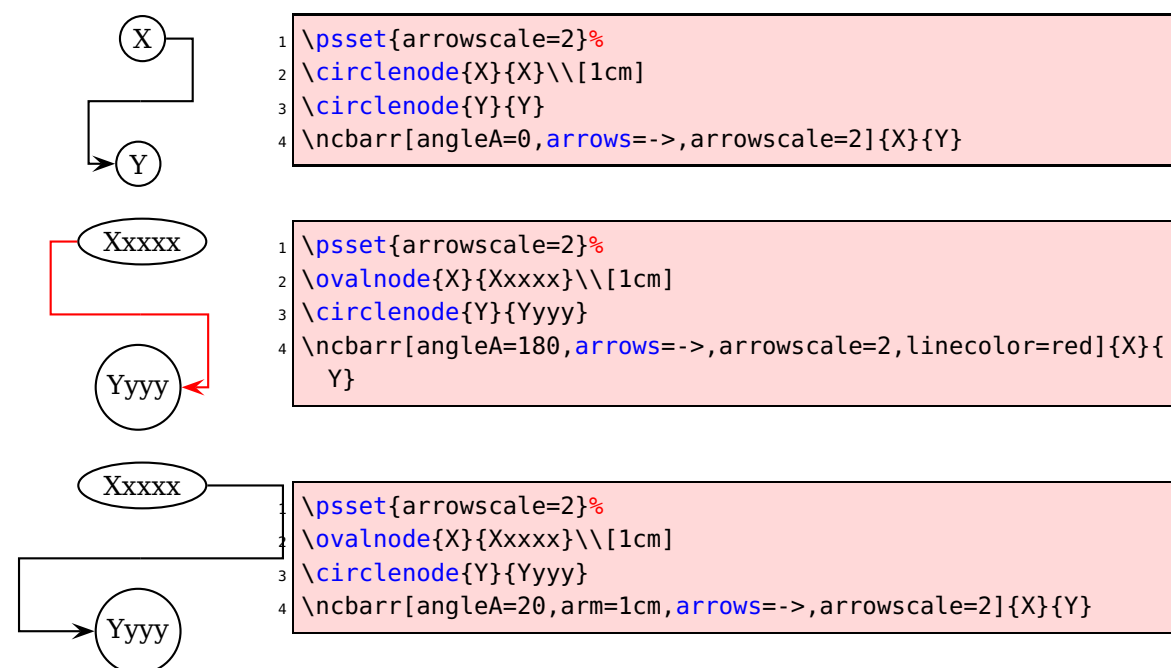 X
Y
1 \psset{arrowscale=2}%
2 \circlenode{X}{X}\\[1cm]
3 \circlenode{Y}{Y}
4 \ncbarr[angleA=0,arrows=->,arrowscale=2]{X}{Y}
Xxxxx
Yyyy
1 \psset{arrowscale=2}%
2 \ovalnode{X}{Xxxxx}\\[1cm]
3 \circlenode{Y}{Yyyy}
4 \ncbarr[angleA=180,arrows=->,arrowscale=2,linecolor=red]{X}{
Y}
Xxxxx
Yyyy
1 \psset{arrowscale=2}%
2 \ovalnode{X}{Xxxxx}\\[1cm]
3 \circlenode{Y}{Yyyy}
4 \ncbarr[angleA=20,arm=1cm,arrows=->,arrowscale=2]{X}{Y}